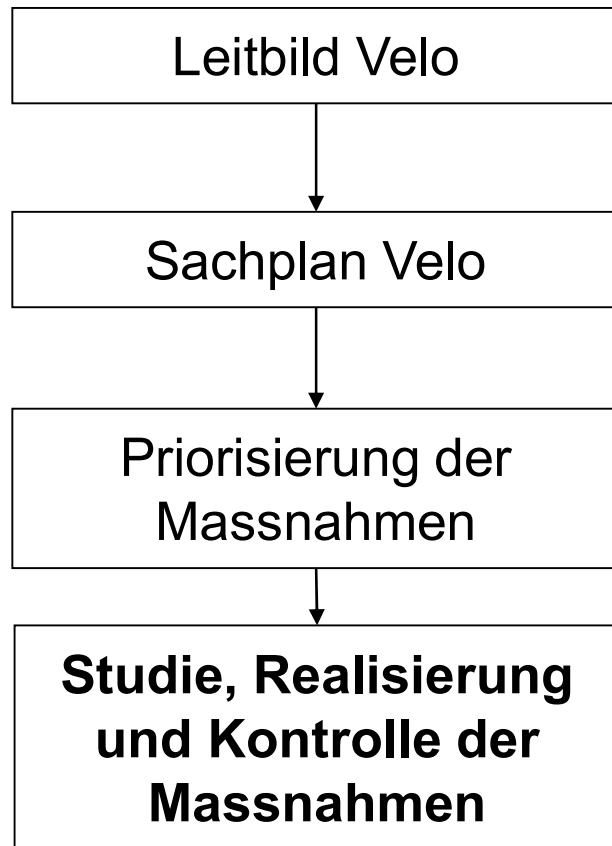 Leitbild Velo
Sachplan Velo
Priorisierung der
Massnahmen
Studie, Realisierung
und Kontrolle der
Massnahmen